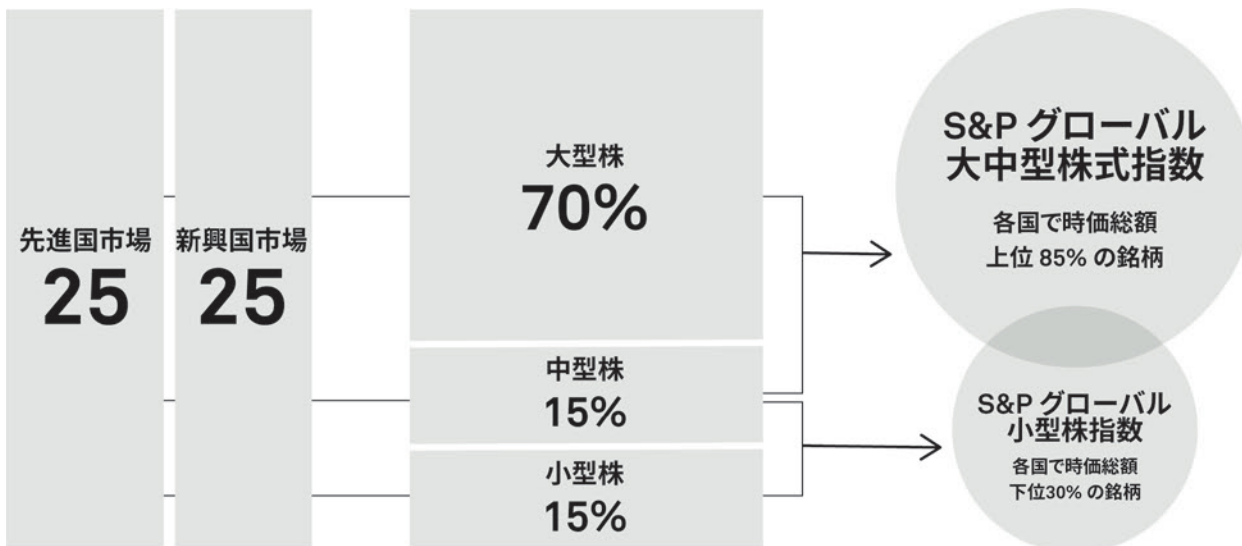 先進国市場
25
新興国市場
25
大型株
70%
中型株
15%
小型株
15%
S&P グローバル
大中型株式指数
各国で時価総額
上位 85% の銘柄
S&P グローバル
小型株指数
各国で時価総額
下位30% の銘柄